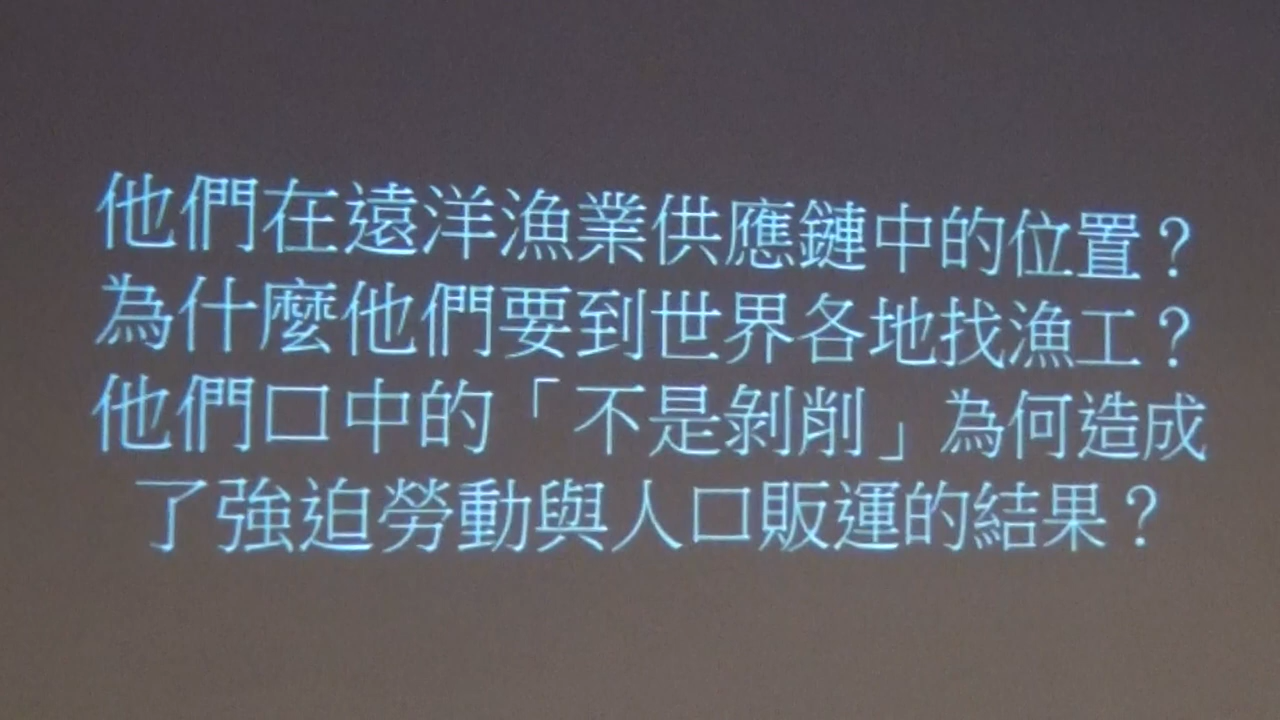 他們在遠洋漁業供應鏈中的位置？
為什麼他們要到世界各地找漁工？
他們口中的「不是剝削」為何造成
了強迫勞動與人口販運的結果？